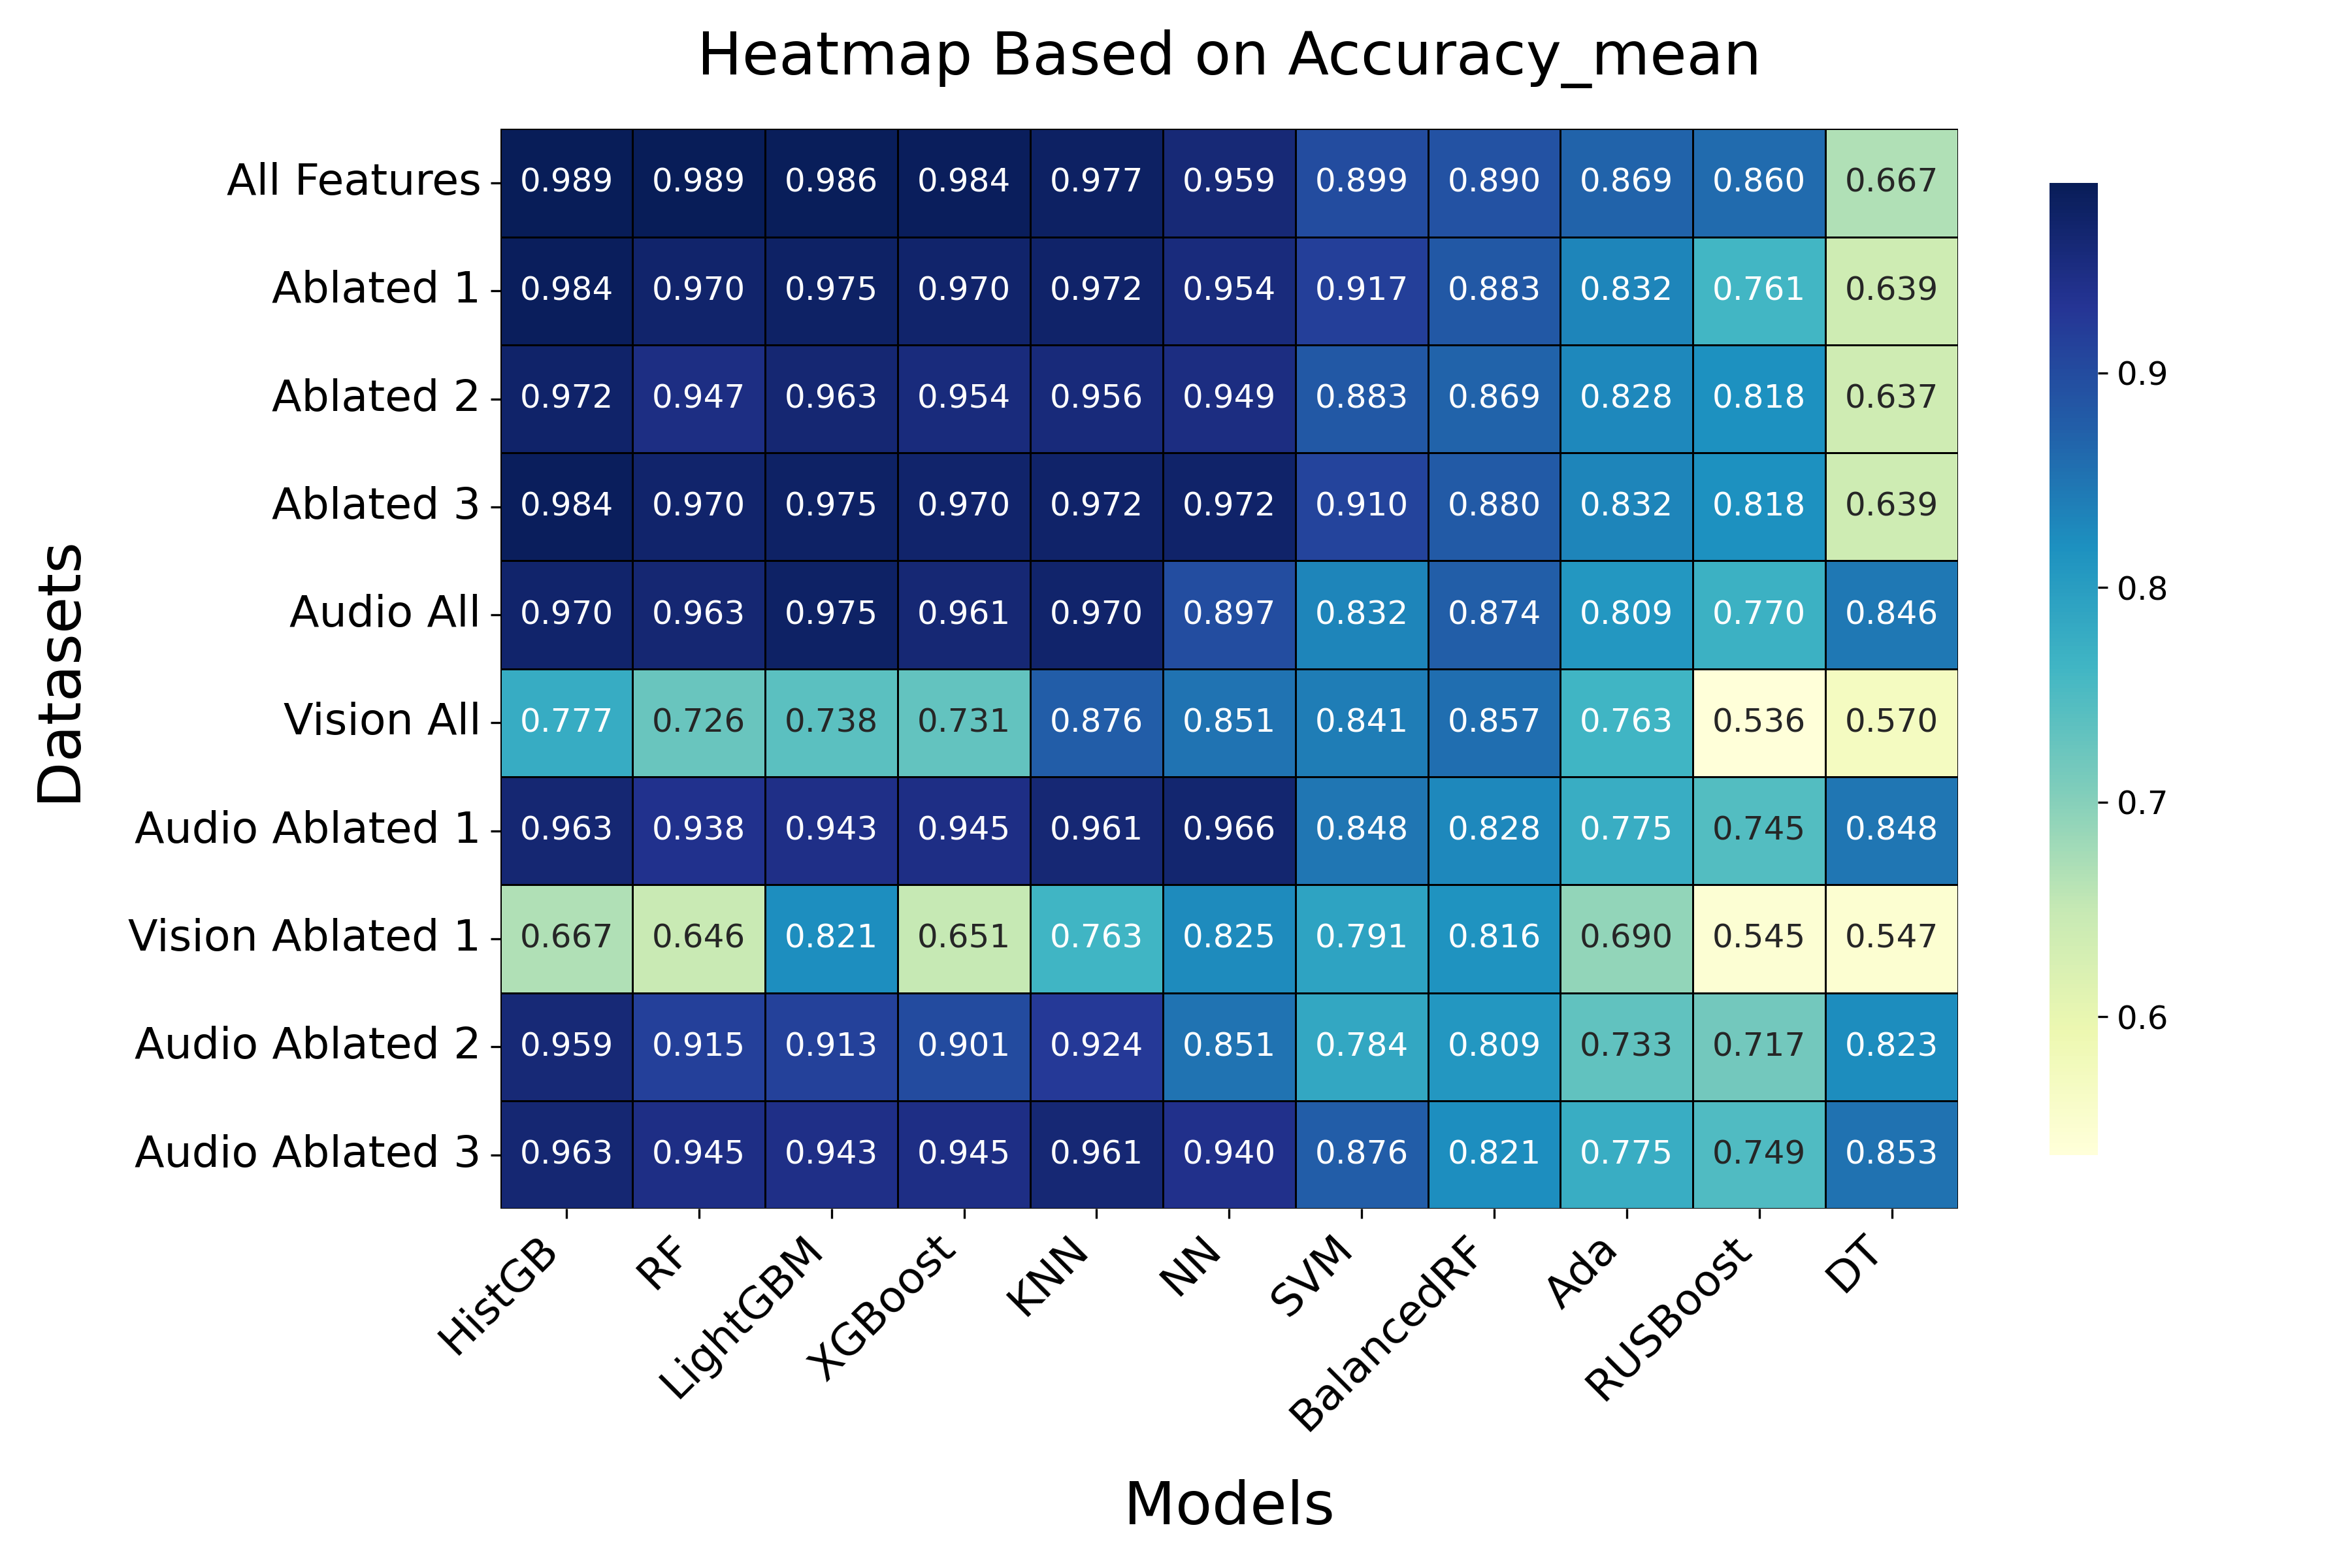 Heatmap Based on Accuracy_mean
Datasets
All Features 0.989 0.989 0.986 0.984 0.977 0.959 0.899 0.890 0.869 0.860 0.667
Ablated 1 0.984 0.970 0.975 0.970 0.972 0.954 0.917 0.883 0.832 0.761 0.639
Ablated 2 0.972 0.947 0.963 0.954 0.956 0.949 0.883 0.869 0.828 0.818 0.637
Ablated 3 0.984 0.970 0.975 0.970 0.972 0.972 0.910 0.880 0.832 0.818 0.639
Audio All 0.970 0.963 0.975 0.961 0.970 0.897 0.832 0.874 0.809 0.770 0.846
Vision All 0.777 0.726 0.738 0.731 0.876 0.851 0.841 0.857 0.763 0.536 0.570
Audio Ablated 1 0.963 0.938 0.943 0.945 0.961 0.966 0.848 0.828 0.775 0.745 0.848
Vision Ablated 1 0.667 0.646 0.821 0.651 0.763 0.825 0.791 0.816 0.690 0.545 0.547
Audio Ablated 2 0.959 0.915 0.913 0.901 0.924 0.851 0.784 0.809 0.733 0.717 0.823
Audio Ablated 3 0.963 0.945 0.943 0.945 0.961 0.940 0.876 0.821 0.775 0.749 0.853
HistGB RF LightGBM XGBoost KNN NN SVM BalancedRF Ada RUSBoost DT
Models
0.9
0.8
0.7
0.6